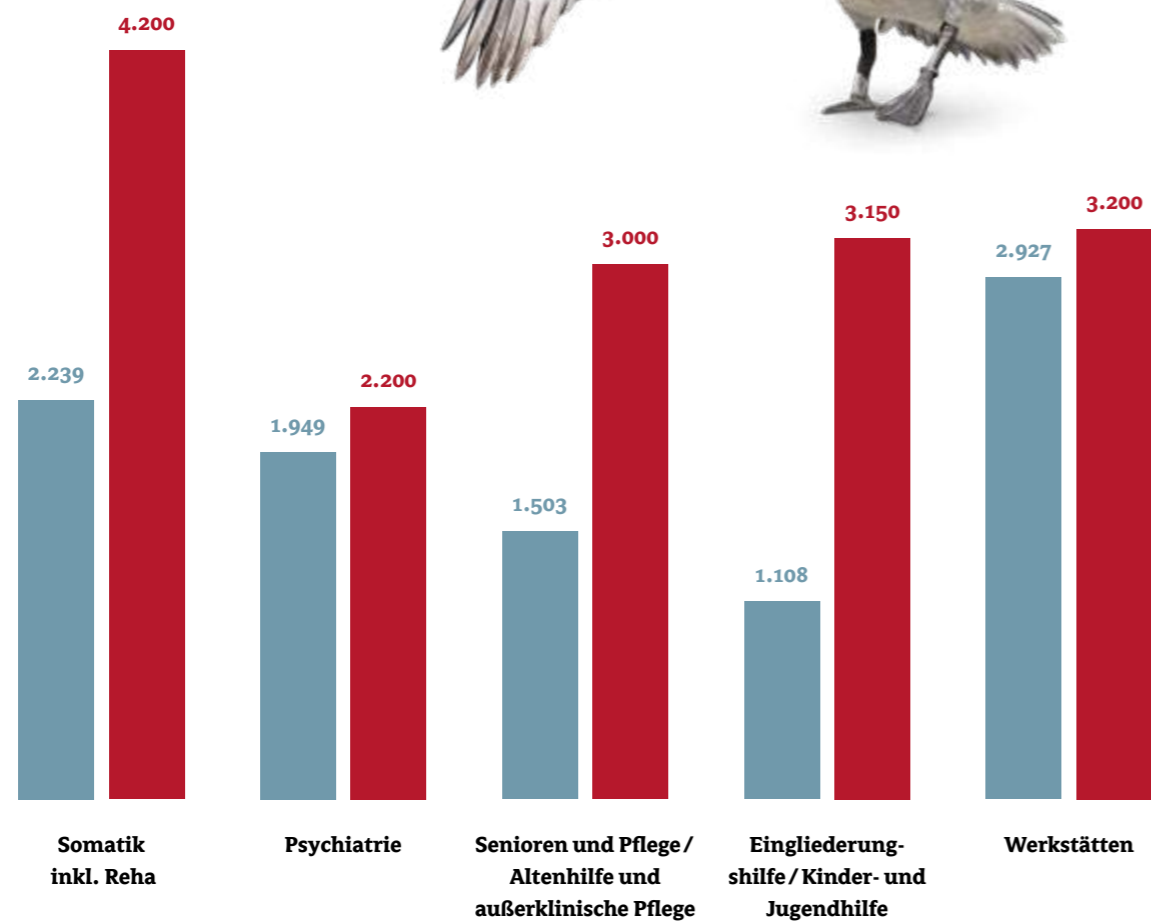 4.200
3.150
3.200
3.000
2.927
2.239
2.200
1.949
1.503
1.108
Somatik
inkl. Reha
Psychiatrie
Senioren und Pflege / 
Altenhilfe und
außerklinische Pflege
Eingliederung-
shilfe / Kinder- und
Jugendhilfe
Werkstätten